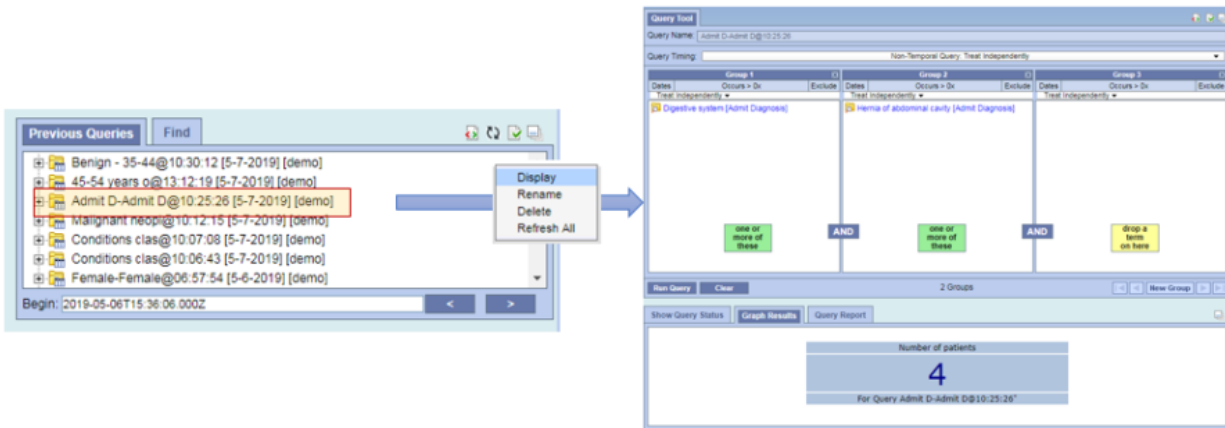 Previous Queries
Find
Benign - 35-44@10:30:12 [5-7-2019] [demo]
45-54 years o@13:12:19 [5-7-2019] [demo]
Admit D-Admit D@10:25:26 [5-7-2019] [demo]
Malignant neopl@10:12:15 [5-7-2019] [demo]
Conditions clas@10:07:08 [5-7-2019] [demo]
Conditions clas@10:06:43 [5-7-2019] [demo]
Female-Female@06:57:54 [5-6-2019] [demo]
Begin: 2019-05-06T15:36:06.000Z
<
>
Display
Rename
Delete
Refresh All
Query Tool
Query Name: Admit D-Admit D@10:25:26
Query Timing: Non-Temporal Query: Treat Independently
Group 1
Dates Occurs > 0x Exclude
Treat Independently
Digestive system [Admit Diagnosis]
one or
more of
these
AND
Group 2
Dates Occurs > 0x Exclude
Treat Independently
Hernia of abdominal cavity [Admit Diagnosis]
one or
more of
these
AND
Group 3
Dates Occurs > 0x Exclude
Treat Independently
drop a
term
on here
Run Query Clear 2 Groups New Group
Show Query Status Graph Results Query Report
Number of patients
4
For Query Admit D-Admit D@10:25:26"